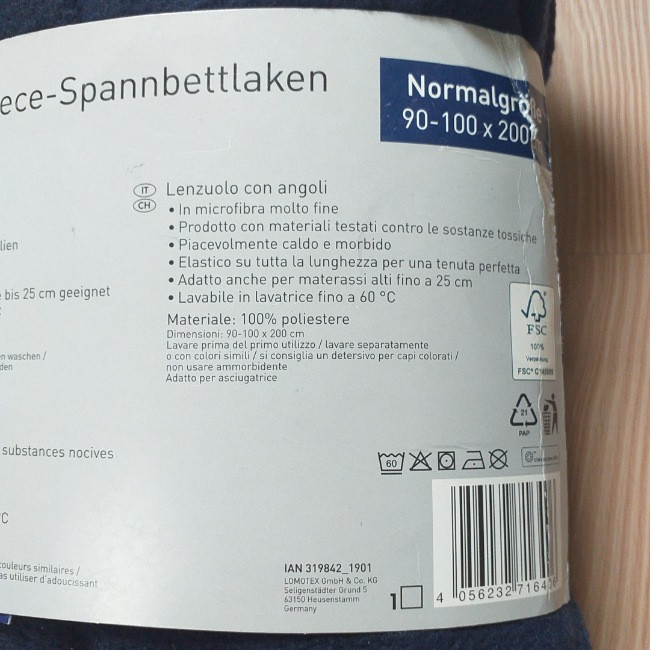 ece-Spannbettlaken
Normalgröße
90-100 x 200
IT
CH
Lenzuolo con angoli
• In microfibra molto fine
• Prodotto con materiali testati contro le sostanze tossiche
• Piacevolmente caldo e morbido
• Elastico su tutta la lunghezza per una tenuta perfetta
• Adatto anche per materassi alti fino a 25 cm
• Lavabile in lavatrice fino a 60 °C
Materiale: 100% poliestere
Dimensioni: 90-100 x 200 cm
Lavare prima del primo utilizzo / lavare separatamente
o con colori simili / si consiglia un detersivo per capi colorati /
non usare ammorbidente
Adatto per asciugatrice
lien
bis 25 cm geeignet
n waschen /
den
substances nocives
°C
couleurs similaires /
as utiliser d'adoucissant
FSC
100%
FSC®
21
PAP
60
IAN 319842_1901
LOMOTEX GmbH & Co. KG
Seligenstädter Grund 5
63150 Heusenstamm
Germany
1
4 056232 7164